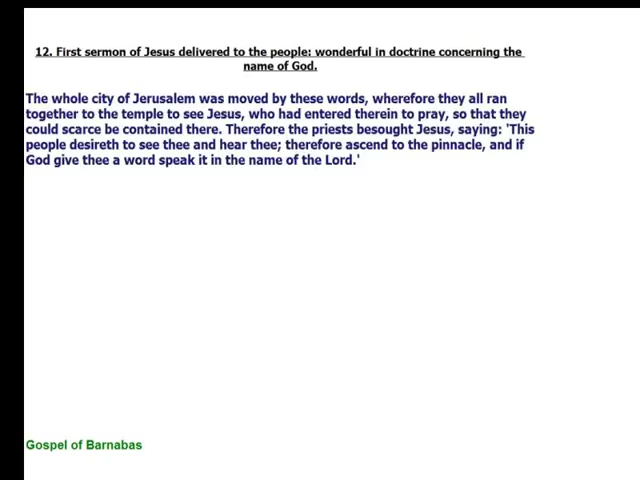 12. First sermon of Jesus delivered to the people: wonderful in doctrine concerning the
name of God.
The whole city of Jerusalem was moved by these words, wherefore they all ran
together to the temple to see Jesus, who had entered therein to pray, so that they
could scarce be contained there. Therefore the priests besought Jesus, saying: 'This
people desireth to see thee and hear thee; therefore ascend to the pinnacle, and if
God give thee a word speak it in the name of the Lord.'
Gospel of Barnabas